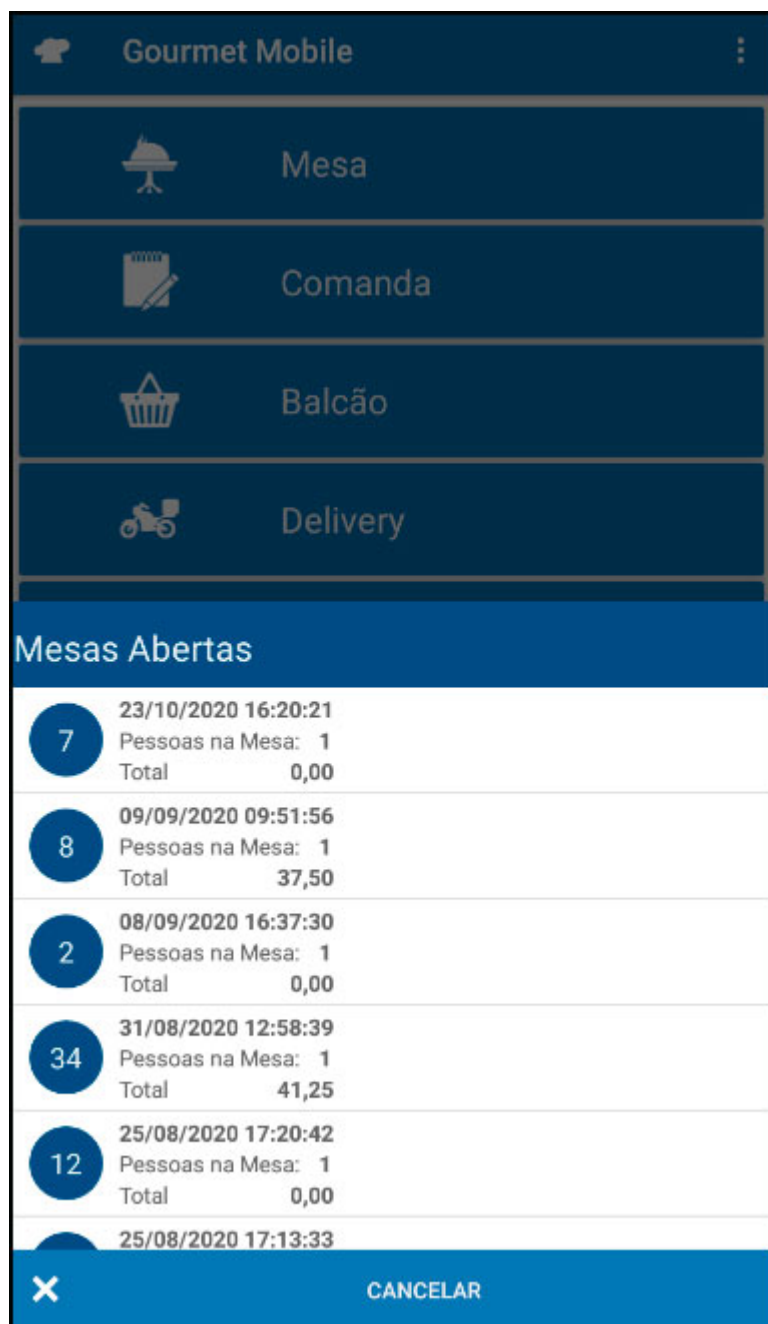 Gourmet Mobile
Mesa
Comanda
Balcão
Delivery
Mesas Abertas
7
23/10/2020 16:20:21
Pessoas na Mesa: 1
Total 0,00
8
09/09/2020 09:51:56
Pessoas na Mesa: 1
Total 37,50
2
08/09/2020 16:37:30
Pessoas na Mesa: 1
Total 0,00
34
31/08/2020 12:58:39
Pessoas na Mesa: 1
Total 41,25
12
25/08/2020 17:20:42
Pessoas na Mesa: 1
Total 0,00
25/08/2020 17:13:33
CANCELAR